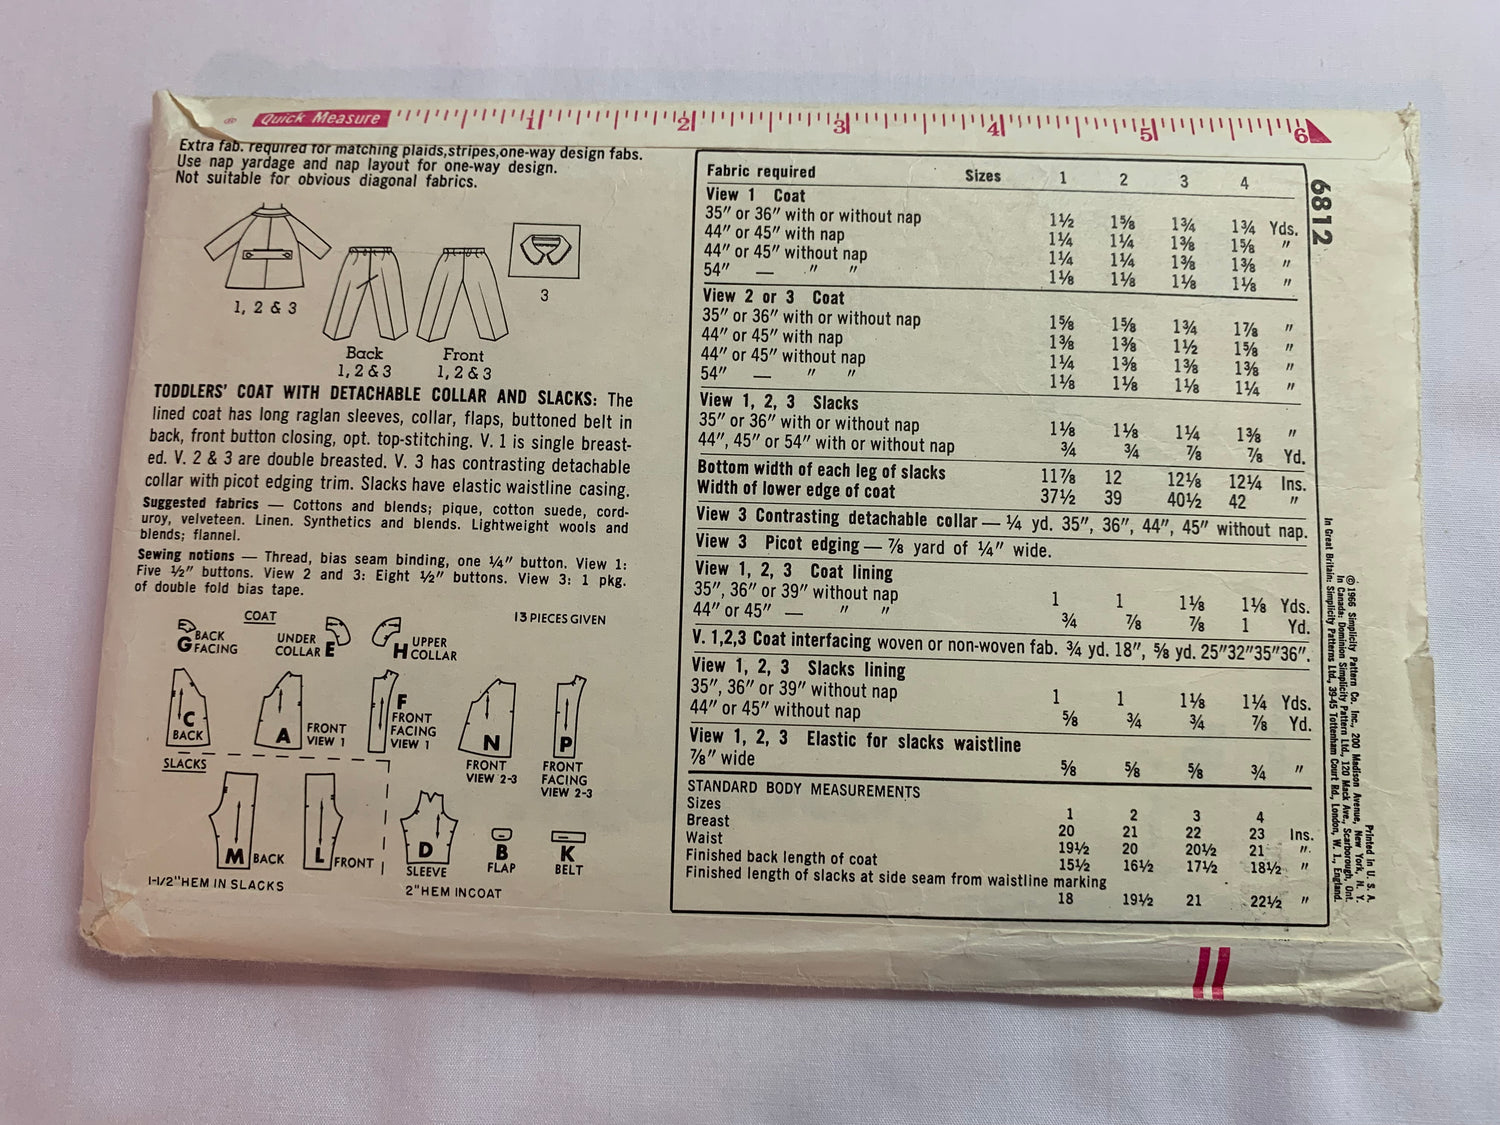 ® Quick Measure 1 2 3 4 5 6
Extra fab. required for matching plaids,stripes,one-way design fabs.
Use nap yardage and nap layout for one-way design.
Not suitable for obvious diagonal fabrics.
1, 2 & 3
3
Back
1, 2 & 3
Front
1, 2 & 3
TODDLERS' COAT WITH DETACHABLE COLLAR AND SLACKS: The
lined coat has long raglan sleeves, collar, flaps, buttoned belt in
back, front button closing, opt. top-stitching. V. 1 is single breast-
ed. V. 2 & 3 are double breasted. V. 3 has contrasting detachable
collar with picot edging trim. Slacks have elastic waistline casing.
Suggested fabrics — Cottons and blends; pique, cotton suede, cord-
uroy, velveteen. Linen. Synthetics and blends. Lightweight wools and
blends; flannel.
Sewing notions — Thread, bias seam binding, one ¼" button. View 1:
Five ½" buttons. View 2 and 3: Eight ½" buttons. View 3: 1 pkg.
of double fold bias tape.
COAT
13 PIECES GIVEN
G BACK
FACING
UNDER
COLLAR E
H UPPER
COLLAR
C
BACK
A FRONT
VIEW 1
F
FRONT
FACING
VIEW 1
N
FRONT
VIEW 2-3
P
FRONT
FACING
VIEW 2-3
SLACKS
M BACK
L FRONT
D
SLEEVE
B
FLAP
K
BELT
1-1/2"HEM IN SLACKS
2"HEM IN COAT
Fabric required Sizes 1 2 3 4
View 1 Coat
35" or 36" with or without nap 1½ 1⅝ 1¾ 1¾ Yds.
44" or 45" with nap 1¼ 1¼ 1⅜ 1⅝ "
44" or 45" without nap 1¼ 1¼ 1⅜ 1⅜ "
54" — " " 1⅛ 1⅛ 1⅛ 1⅛ "
View 2 or 3 Coat
35" or 36" with or without nap 1⅝ 1⅝ 1¾ 1⅞ "
44" or 45" with nap 1⅜ 1⅜ 1½ 1⅝ "
44" or 45" without nap 1¼ 1⅜ 1⅜ 1⅜ "
54" — " " 1⅛ 1⅛ 1⅛ 1¼ "
View 1, 2, 3 Slacks
35" or 36" with or without nap 1⅛ 1⅛ 1¼ 1⅜ "
44", 45" or 54" with or without nap ¾ ¾ ⅞ ⅞ Yd.
Bottom width of each leg of slacks 11⅞ 12 12⅛ 12¼ Ins.
Width of lower edge of coat 37½ 39 40½ 42 "
View 3 Contrasting detachable collar — ¼ yd. 35", 36", 44", 45" without nap.
View 3 Picot edging — ⅞ yard of ¼" wide.
View 1, 2, 3 Coat lining
35", 36" or 39" without nap 1 1 1⅛ 1⅛ Yds.
44" or 45" — " " ¾ ⅞ ⅞ 1 Yd.
V. 1,2,3 Coat interfacing woven or non-woven fab. ¾ yd. 18", ⅝ yd. 25"32"35"36".
View 1, 2, 3 Slacks lining
35", 36" or 39" without nap 1 1 1⅛ 1¼ Yds.
44" or 45" without nap ⅝ ¾ ¾ ⅞ Yd.
View 1, 2, 3 Elastic for slacks waistline
⅞" wide ⅝ ⅝ ⅝ ¾ "
STANDARD BODY MEASUREMENTS
Sizes 1 2 3 4
Breast 20 21 22 23 Ins.
Waist 19½ 20 20½ 21 "
Finished back length of coat 15½ 16½ 17½ 18½ "
Finished length of slacks at side seam from waistline marking
18 19½ 21 22½ "
6812
© 1966 Simplicity Pattern Co. Inc., 200 Madison Avenue, New York, N. Y. Printed in U. S. A.
In Canada: Dominion Simplicity Pattern Ltd., 120 Mack Ave., Scarborough, Ont.
In Great Britain: Simplicity Patterns Ltd., 39-45 Tottenham Court Rd., London, W. 1., England.